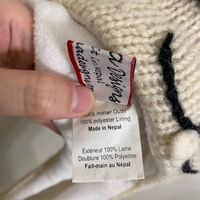 Designs
100% mohair Outer
100% polyester Lining
Made in Nepal
Extérieur 100% Laine
Doublure 100% Polyester
Fait-main au Népal